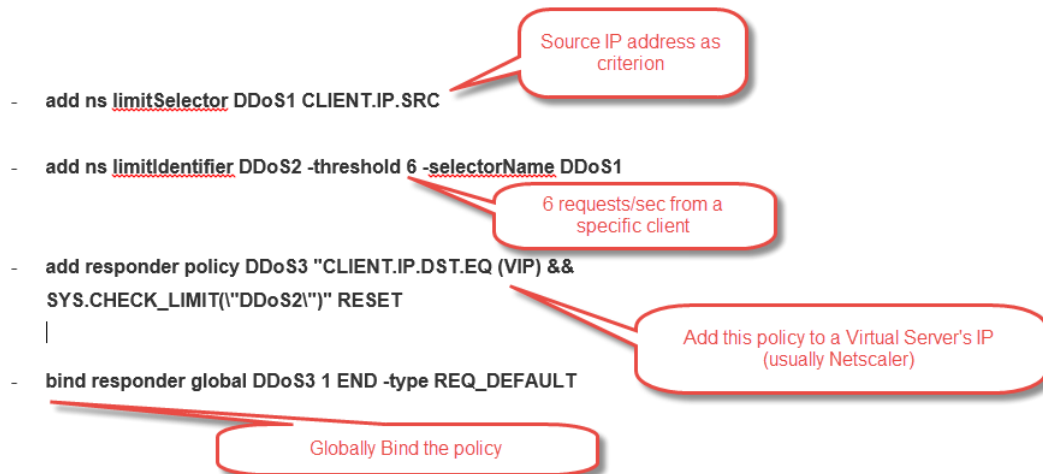 Source IP address as
criterion
- add ns limitSelector DDoS1 CLIENT.IP.SRC
- add ns limitIdentifier DDoS2 -threshold 6 -selectorName DDoS1
6 requests/sec from a
specific client
- add responder policy DDoS3 "CLIENT.IP.DST.EQ (VIP) &&
SYS.CHECK_LIMIT(\"DDoS2\")" RESET
Add this policy to a Virtual Server's IP
(usually Netscaler)
- bind responder global DDoS3 1 END -type REQ_DEFAULT
Globally Bind the policy